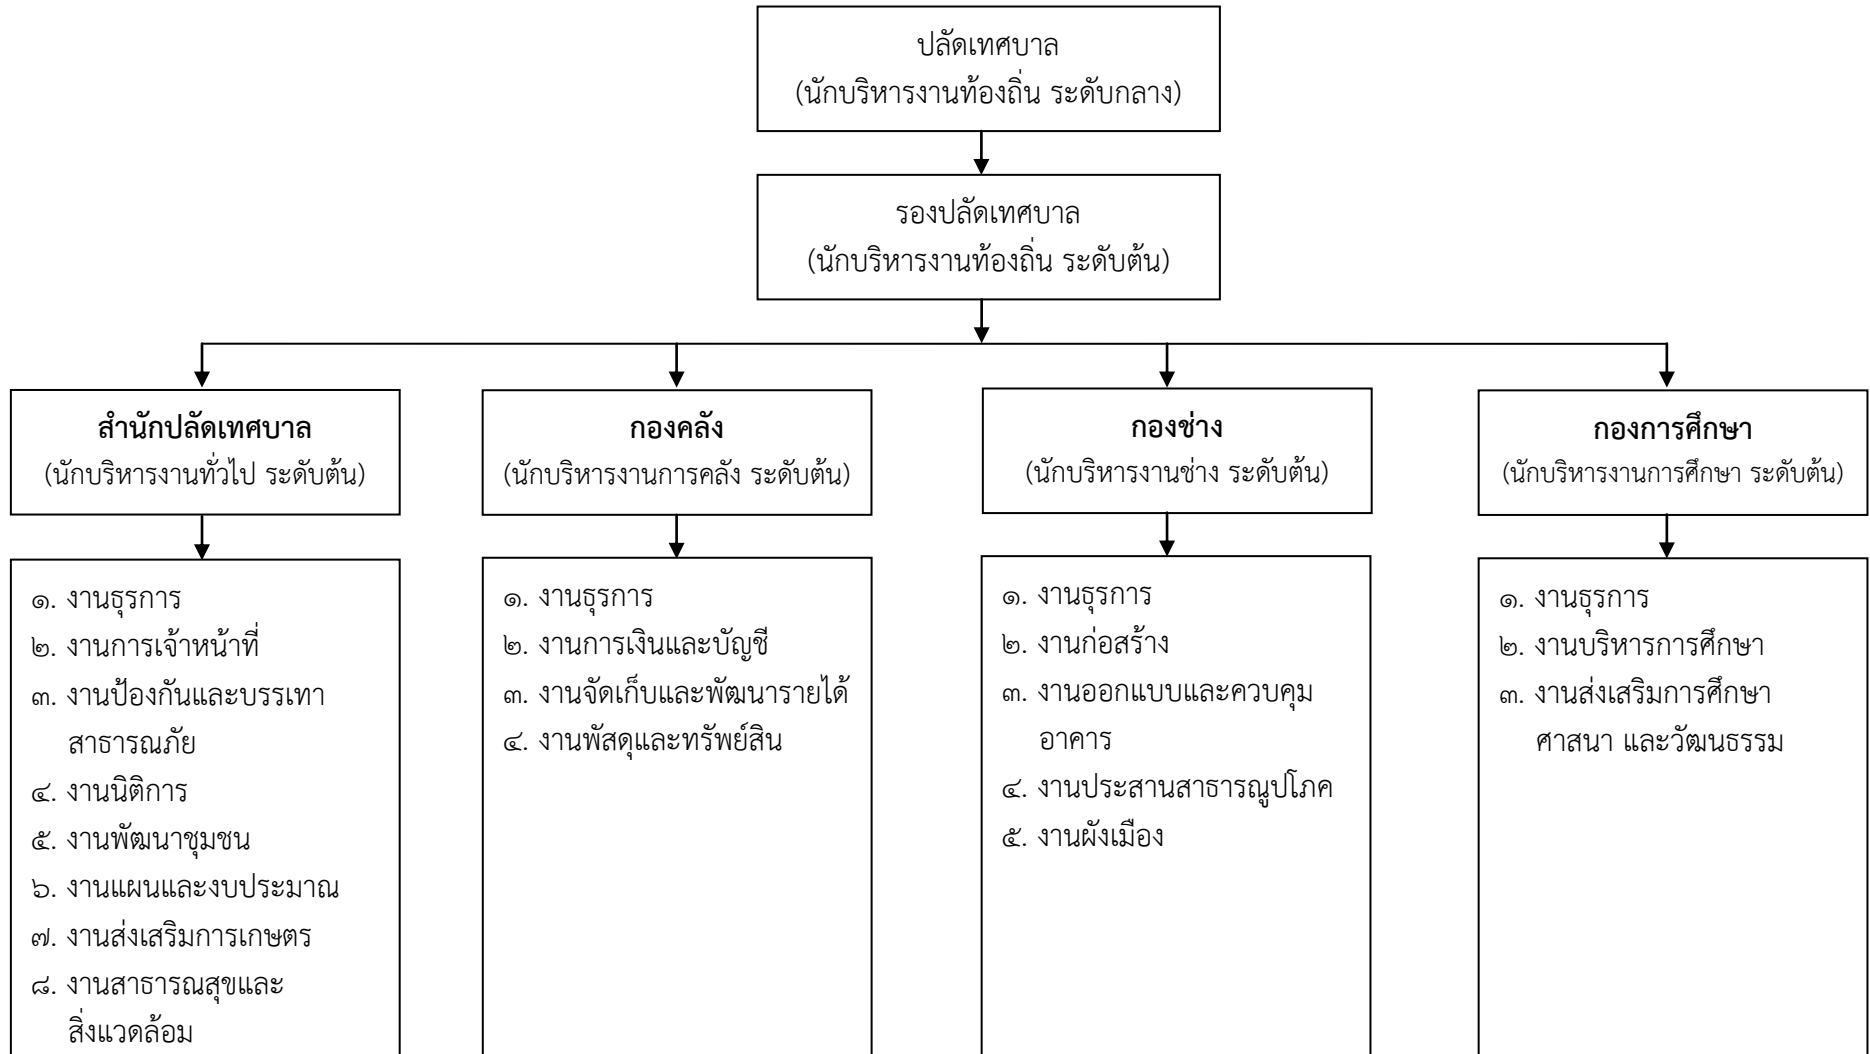 ปลัดเทศบาล
(นักบริหารงานท้องถิ่น ระดับกลาง)
รองปลัดเทศบาล
(นักบริหารงานท้องถิ่น ระดับต้น)
สำนักปลัดเทศบาล
(นักบริหารงานทั่วไป ระดับต้น)
กองคลัง
(นักบริหารงานการคลัง ระดับต้น)
กองช่าง
(นักบริหารงานช่าง ระดับต้น)
กองการศึกษา
(นักบริหารงานการศึกษา ระดับต้น)
๑. งานธุรการ
๒. งานการเจ้าหน้าที่
๓. งานป้องกันและบรรเทา
สาธารณภัย
๔. งานนิติการ
๕. งานพัฒนาชุมชน
๖. งานแผนและงบประมาณ
๗. งานส่งเสริมการเกษตร
๘. งานสาธารณสุขและ
สิ่งแวดล้อม
๑. งานธุรการ
๒. งานการเงินและบัญชี
๓. งานจัดเก็บและพัฒนารายได้
๔. งานพัสดุและทรัพย์สิน
๑. งานธุรการ
๒. งานก่อสร้าง
๓. งานออกแบบและควบคุม
อาคาร
๔. งานประสานสาธารณูปโภค
๕. งานผังเมือง
๑. งานธุรการ
๒. งานบริหารการศึกษา
๓. งานส่งเสริมการศึกษา
ศาสนา และวัฒนธรรม